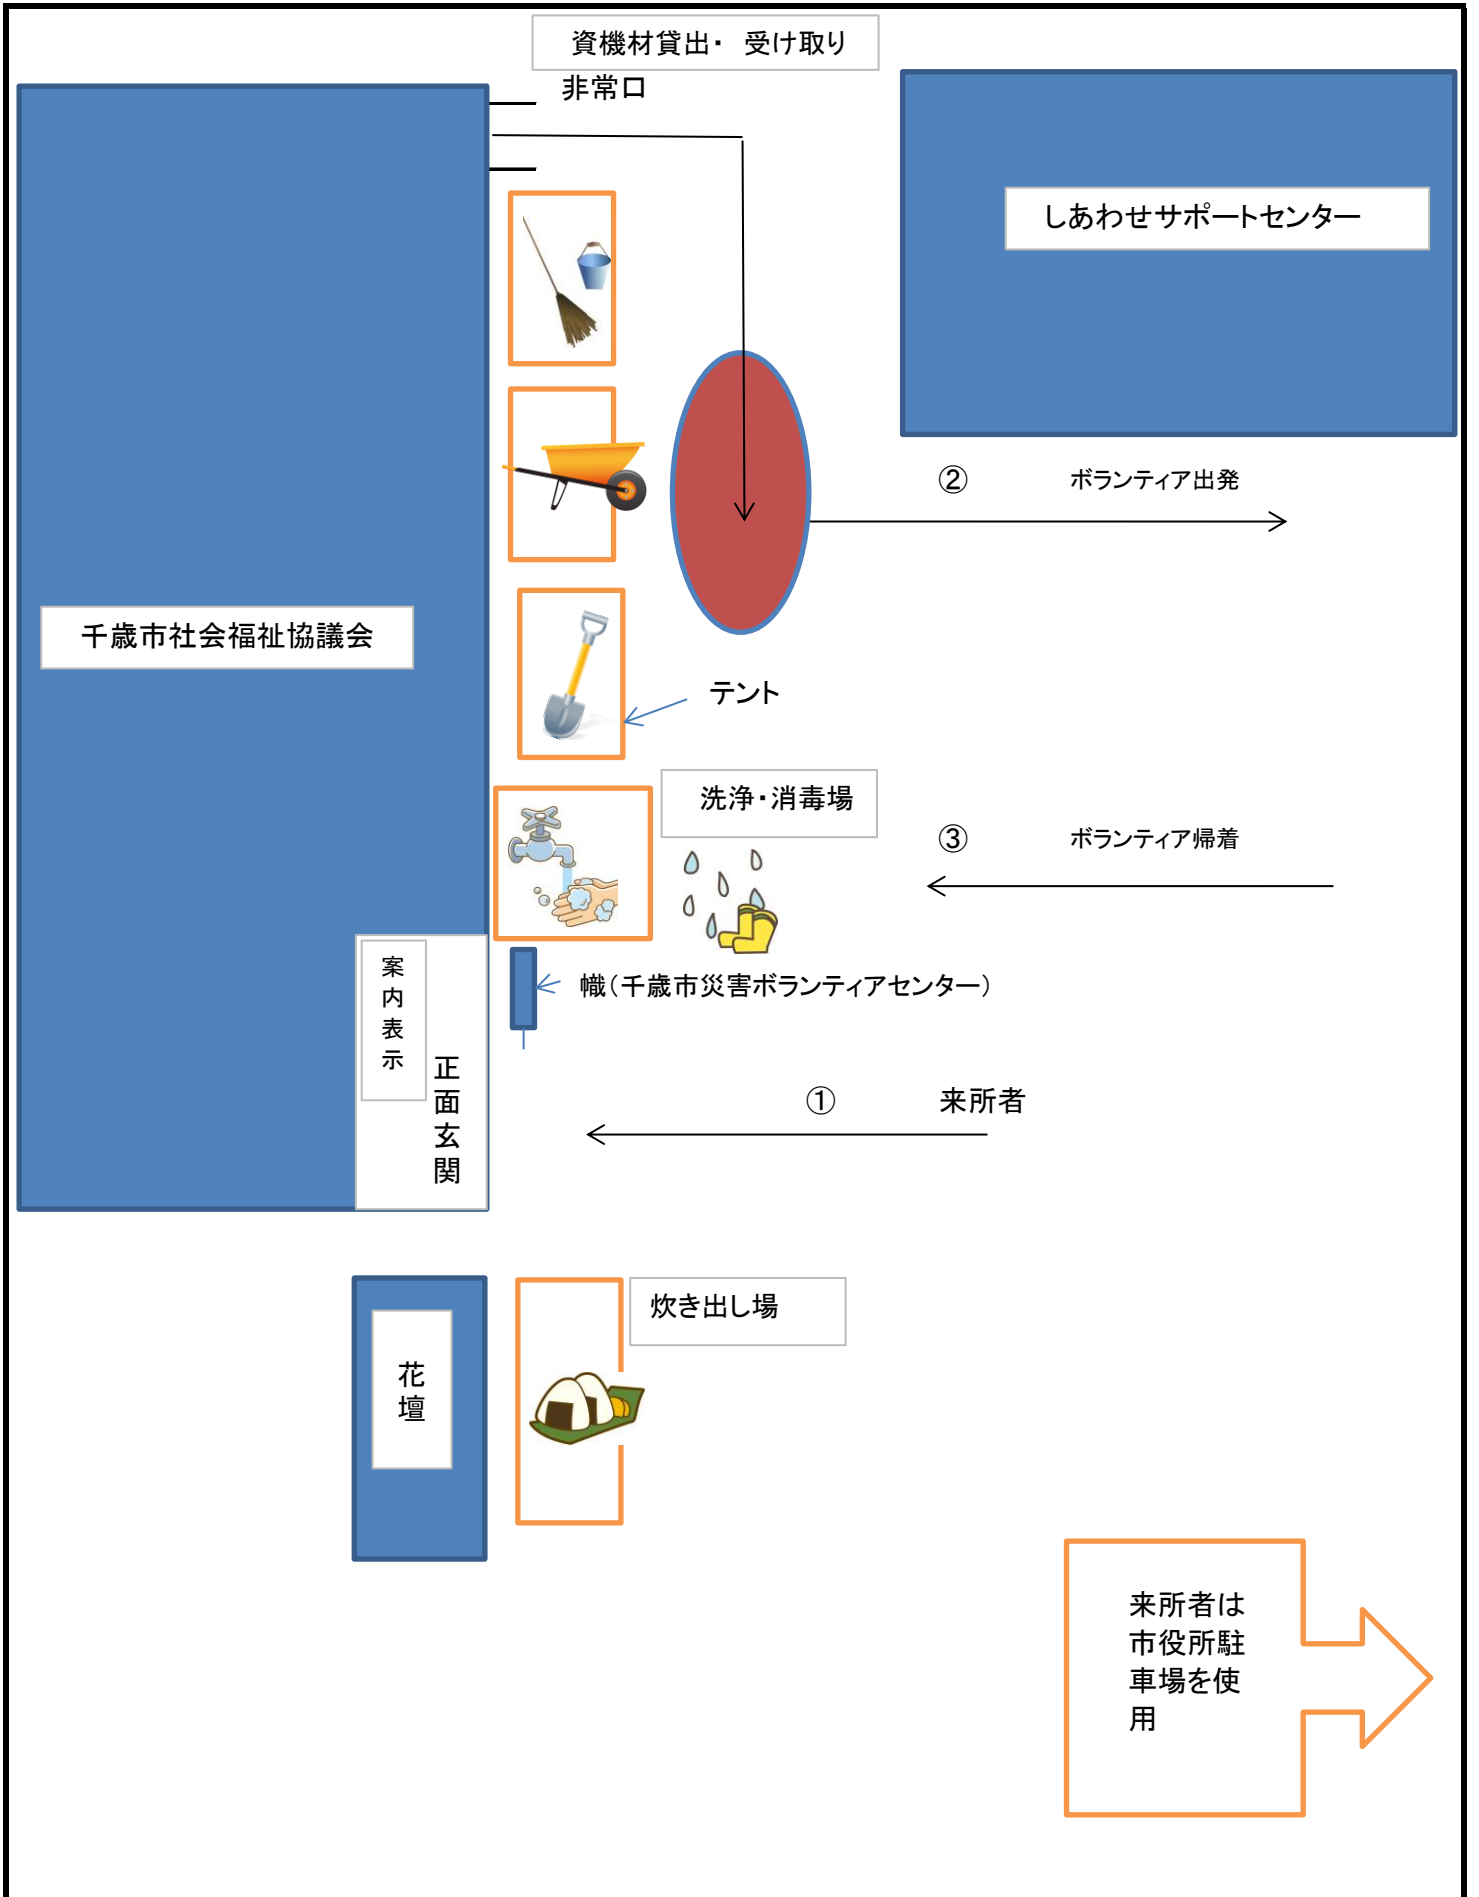 資機材貸出・ 受け取り
非常口
しあわせサポートセンター
② ボランティア出発
千歳市社会福祉協議会
テント
洗浄・消毒場
③ ボランティア帰着
幟(千歳市災害ボランティアセンター)
案内表示
正面玄関
① 来所者
炊き出し場
花壇
来所者は
市役所駐
車場を使
用